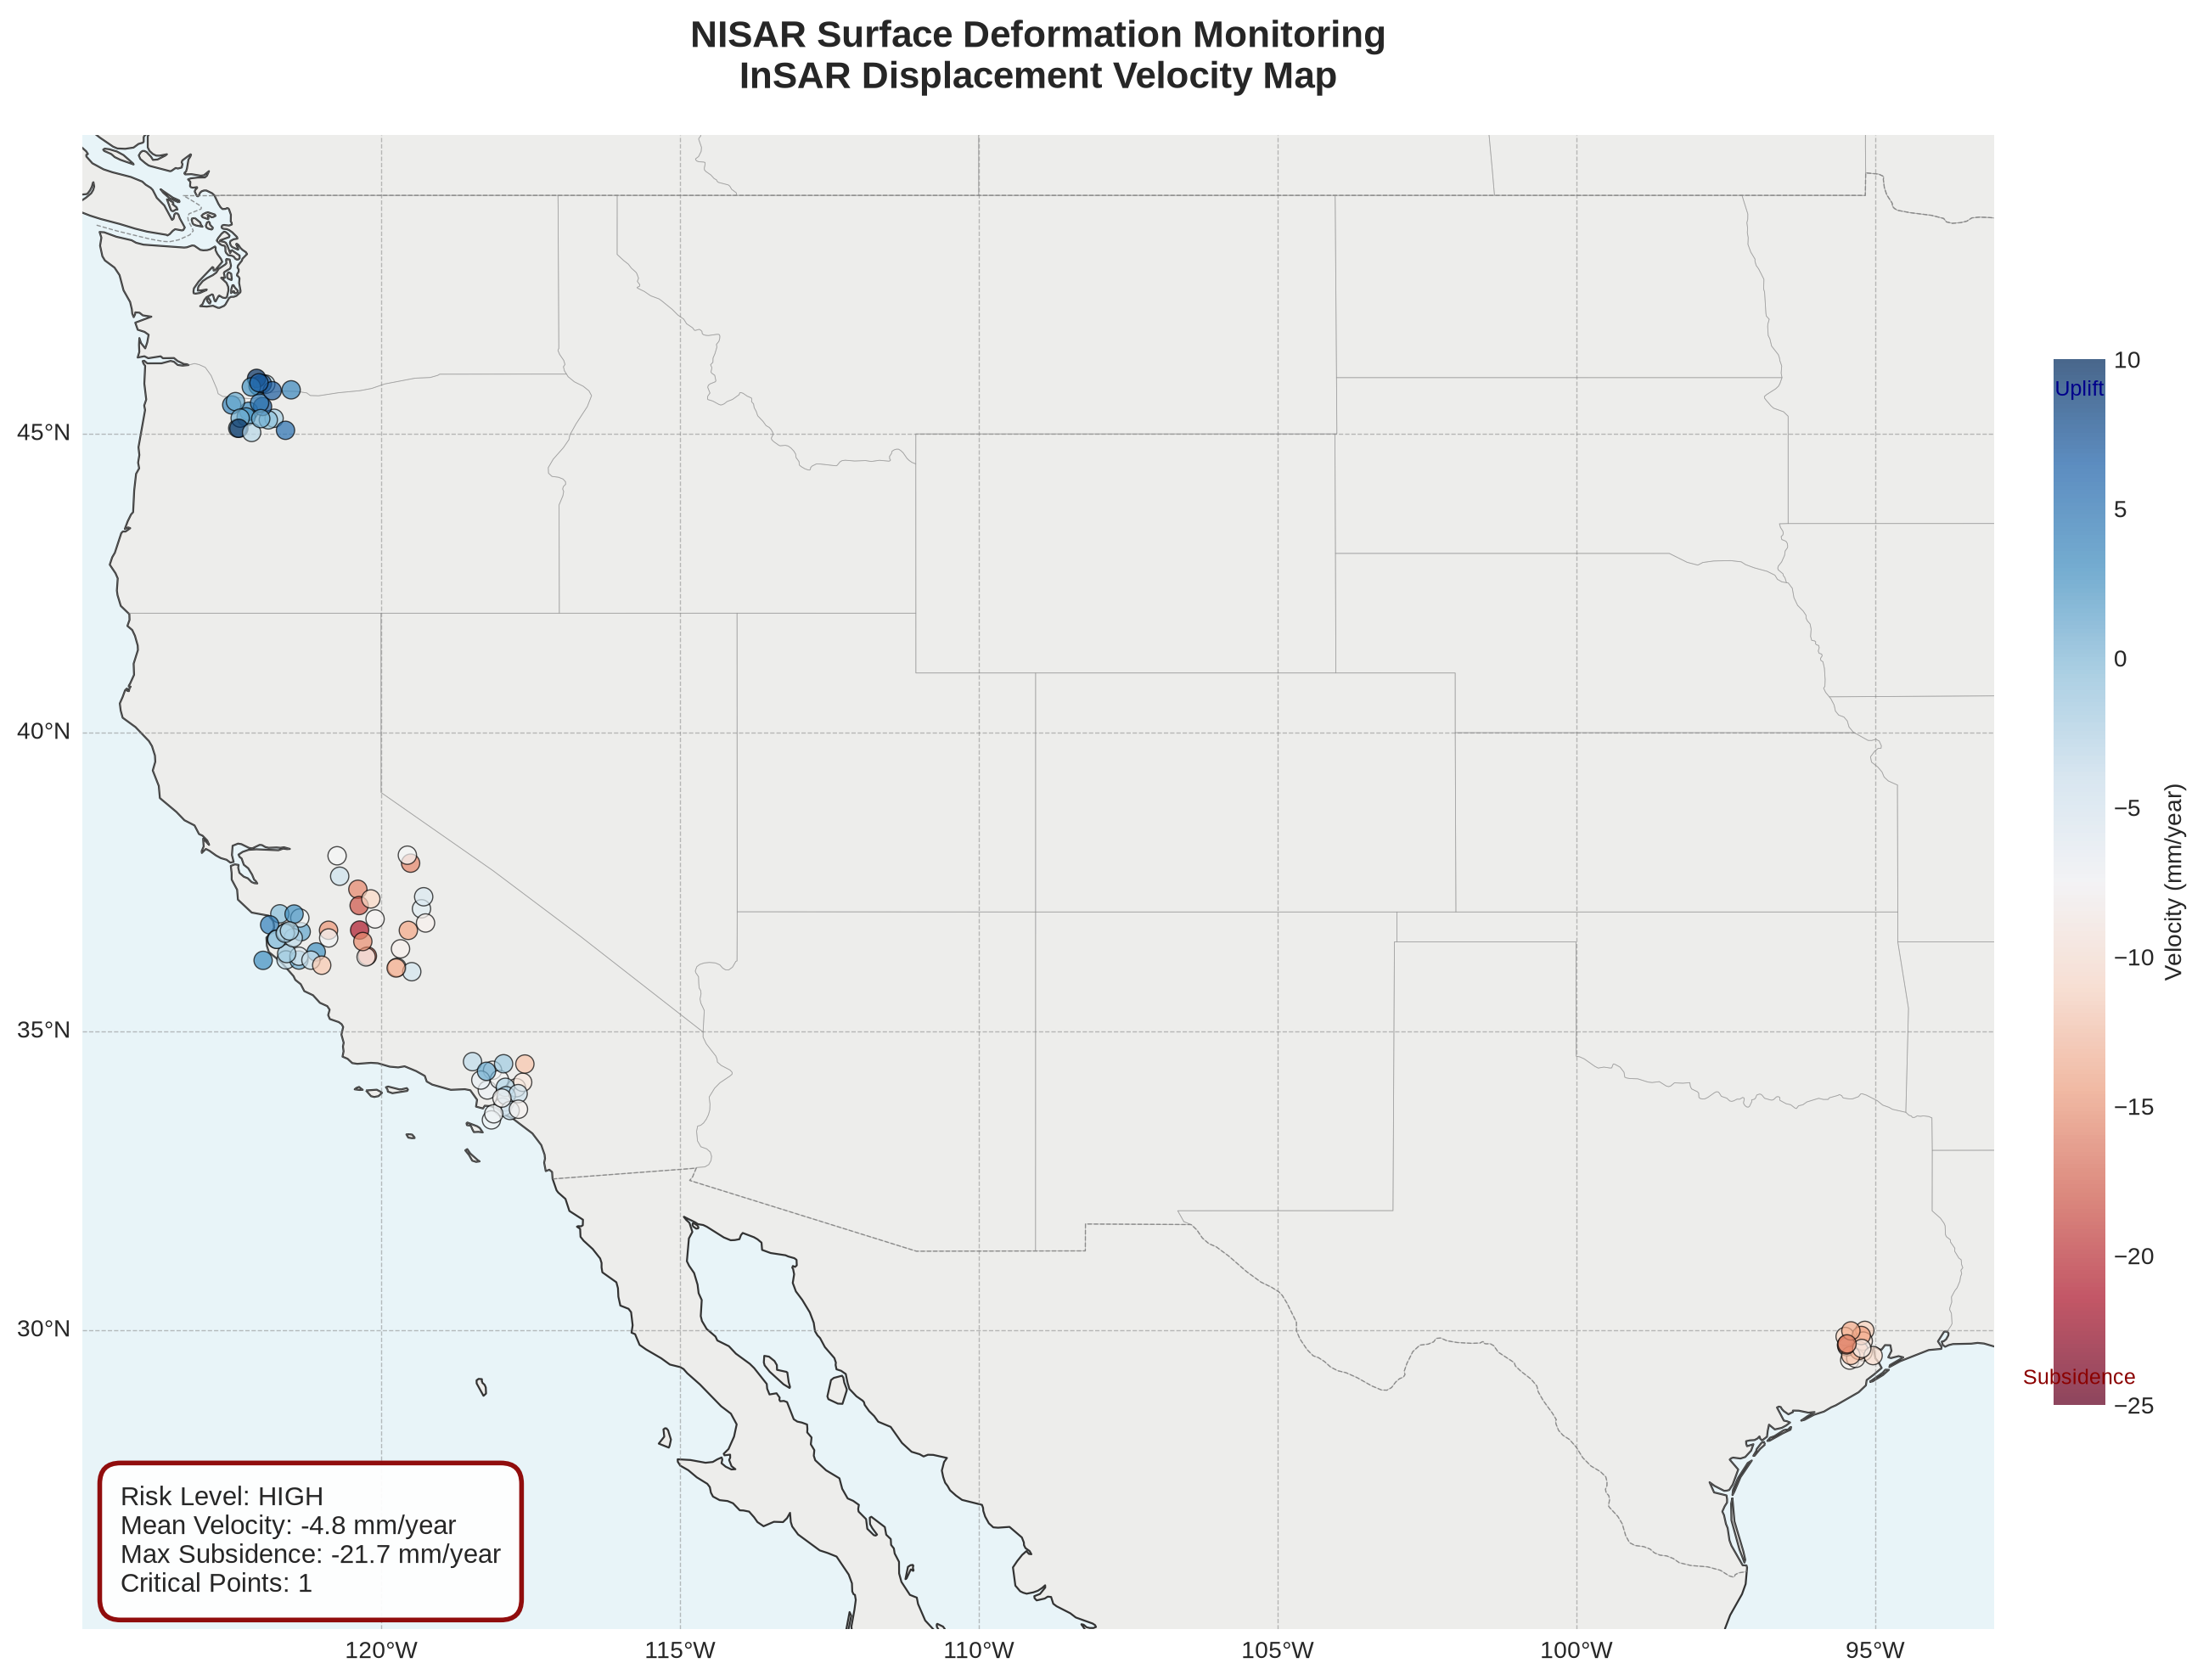 NISAR Surface Deformation Monitoring
InSAR Displacement Velocity Map
45°N
40°N
35°N
30°N
120°W
115°W
110°W
105°W
100°W
95°W
Risk Level: HIGH
Mean Velocity: -4.8 mm/year
Max Subsidence: -21.7 mm/year
Critical Points: 1
10
Uplift
5
0
−5
−10
−15
−20
Subsidence
−25
Velocity (mm/year)